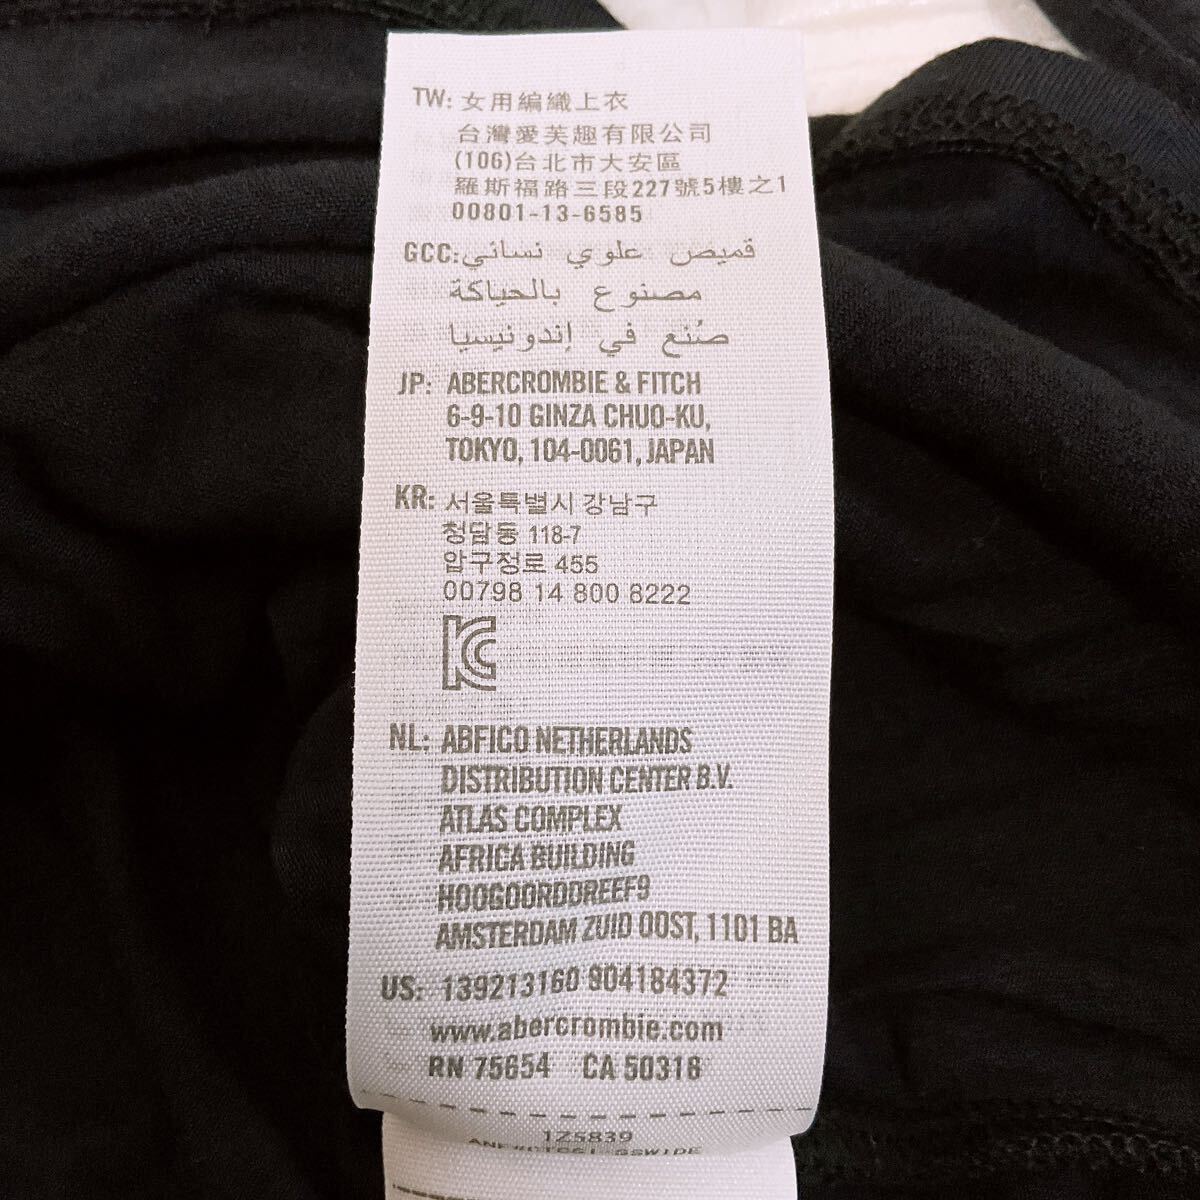 TW: 女用編織上衣
台灣愛芙趣有限公司
(106)台北市大安區
羅斯福路三段227號5樓之1
00801-13-6585
GCC: قميص علوي نسائي
مصنوع بالحياكة
صُنع في إندونيسيا
JP: ABERCROMBIE & FITCH
6-9-10 GINZA CHUO-KU,
TOKYO, 104-0061, JAPAN
KR: 서울특별시 강남구
청담동 118-7
압구정로 455
00798 14 800 8222
KC
NL: ABFICO NETHERLANDS
DISTRIBUTION CENTER B.V.
ATLAS COMPLEX
AFRICA BUILDING
HOOGOORDDREEF9
AMSTERDAM ZUID OOST, 1101 BA
US: 139213160 904184372
www.abercrombie.com
RN 75654 CA 50316
1Z5839